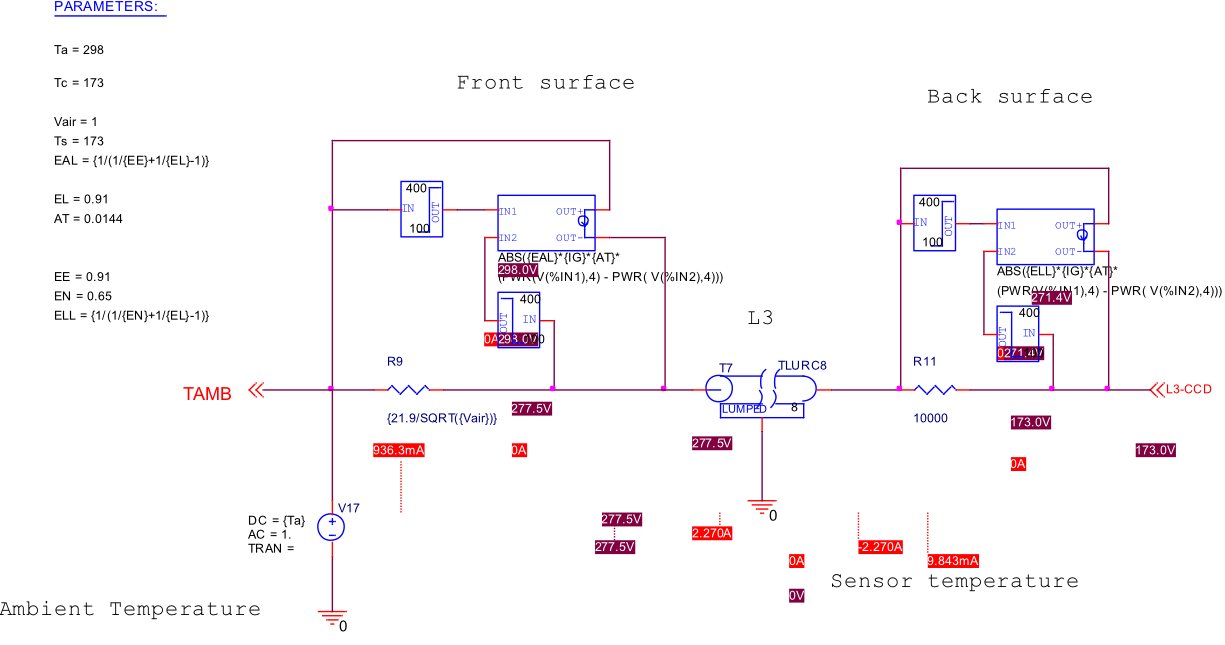 PARAMETERS:
Ta = 298
Tc = 173
Vair = 1
Ts = 173
EAL = {1/(1/{EE}+1/{EL}-1)}
EL = 0.91
AT = 0.0144
EE = 0.91
EN = 0.65
ELL = {1/(1/{EN}+1/{EL}-1)}
Front surface
400
IN
OUT
100
IN1
OUT+
IN2
OUT-
ABS({EAL}*{IG}*{AT}*
298.0V
(PWR(V(%IN1),4) - PWR( V(%IN2),4)))
400
OUT
IN
0A
298.0V
Back surface
400
IN
OUT
100
IN1
OUT+
IN2
OUT-
ABS({ELL}*{IG}*{AT}*
(PWR(V(%IN1),4) - PWR( V(%IN2),4)))
271.4V
400
OUT
IN
271.4V
L3
TAMB
R9
{21.9/SQRT({Vair})}
936.3mA
277.5V
0A
T7
TLURC8
LUMPED
8
277.5V
0
R11
10000
L3-CCD
173.0V
0A
173.0V
V17
DC = {Ta}
AC = 1.
TRAN =
277.5V
277.5V
2.270A
-2.270A
9.843mA
0A
0V
Sensor temperature
Ambient Temperature
0